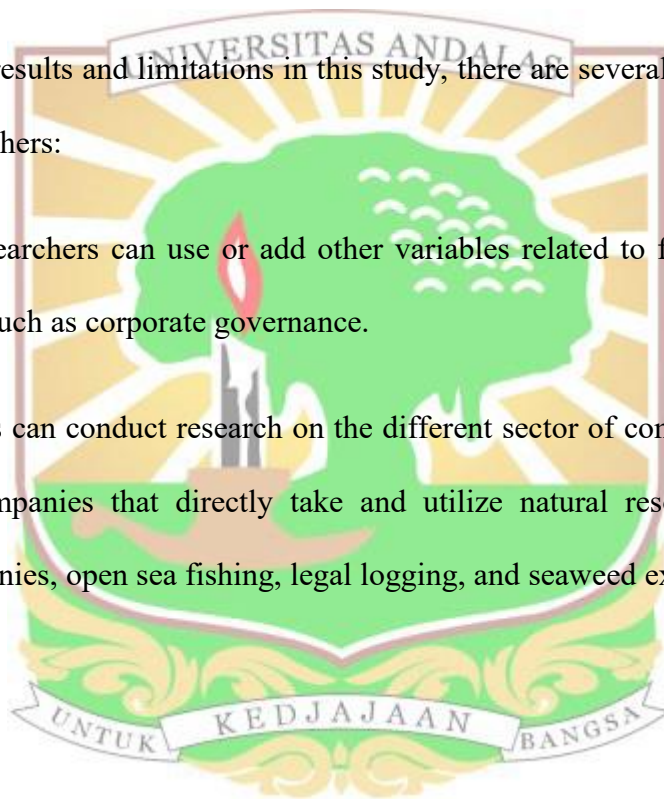 UNIVERSITAS ANDALAS
results and limitations in this study, there are several
hers:
earchers can use or add other variables related to f
uch as corporate governance.
s can conduct research on the different sector of con
mpanies that directly take and utilize natural res
nies, open sea fishing, legal logging, and seaweed ex
UNTUK KEDJAJAAN BANGSA